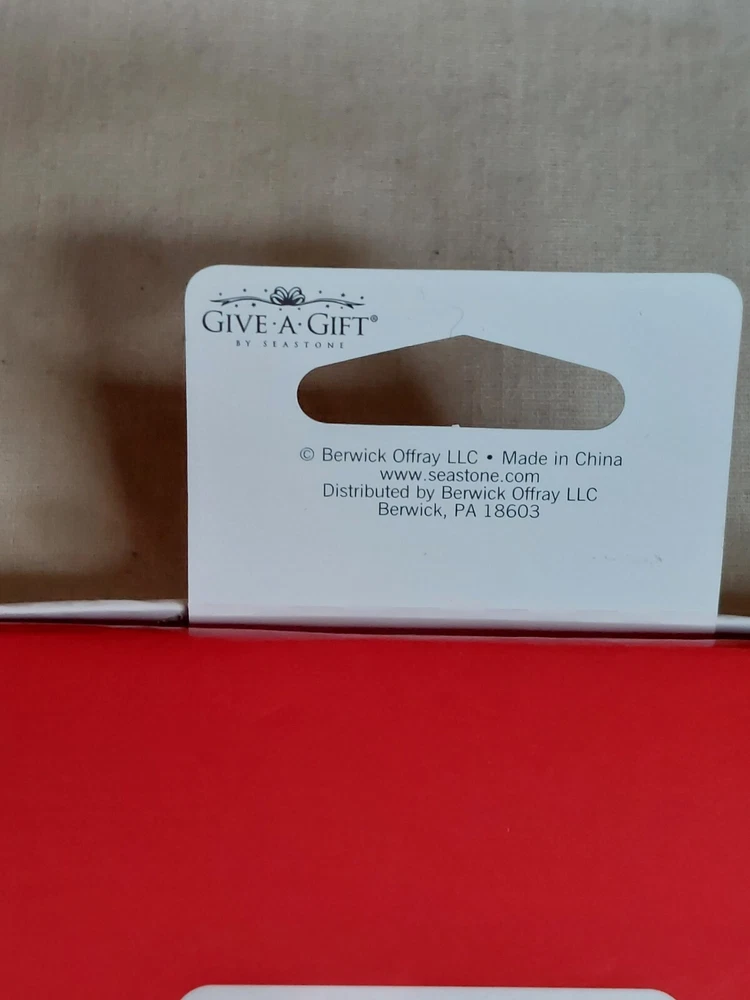 GIVE·A·GIFT®
BY SEASTONE
© Berwick Offray LLC • Made in China
www.seastone.com
Distributed by Berwick Offray LLC
Berwick, PA 18603